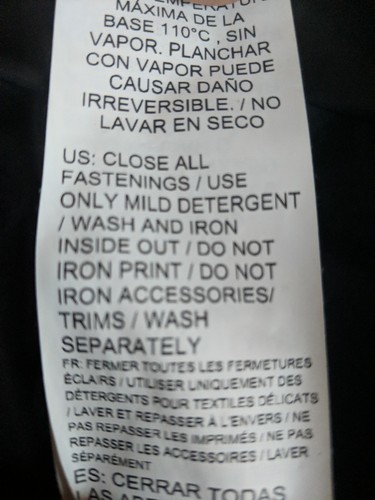 MÁXIMA DE LA
BASE 110°C , SIN
VAPOR. PLANCHAR
CON VAPOR PUEDE
CAUSAR DAÑO
IRREVERSIBLE. / NO
LAVAR EN SECO
US: CLOSE ALL
FASTENINGS / USE
ONLY MILD DETERGENT
/ WASH AND IRON
INSIDE OUT / DO NOT
IRON PRINT / DO NOT
IRON ACCESSORIES/
TRIMS / WASH
SEPARATELY
FR: FERMER TOUTES LES FERMETURES
ÉCLAIRS / UTILISER UNIQUEMENT DES
DÉTERGENTS POUR TEXTILES DÉLICATS
/ LAVER ET REPASSER À L'ENVERS / NE
PAS REPASSER LES IMPRIMÉS / NE PAS
REPASSER LES ACCESSOIRES / LAVER
SÉPARÉMENT
ES: CERRAR TODAS